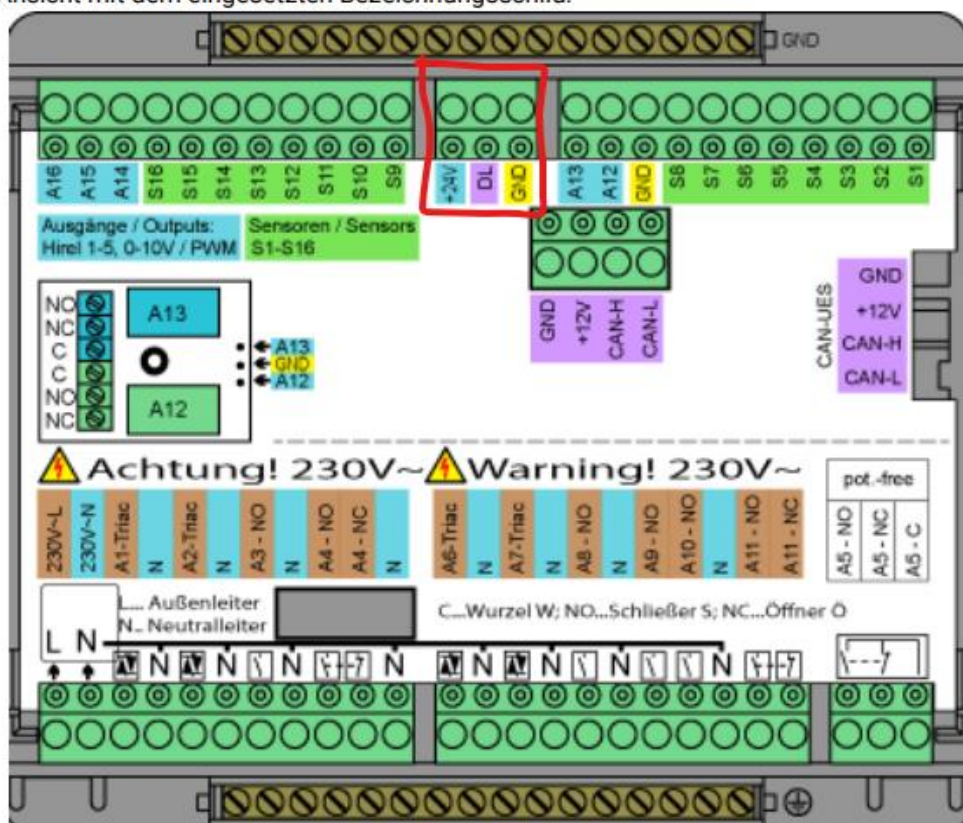 Ansicht mit dem eingesetzten Bezeichnungsschild:
GND
A16 A15 A14 S16 S15 S14 S13 S12 S11 S10 S9 +24V DL GND A13 A12 GND S8 S7 S6 S5 S4 S3 S2 S1
Ausgänge / Outputs:
Hirel 1-5, 0-10V / PWM
Sensoren / Sensors
S1-S16
GND +12V CAN-H CAN-L
CAN-UES
GND
+12V
CAN-H
CAN-L
NO
NC
C
C
NO
NC
A13
A12
A13
GND
A12
Achtung! 230V~ Warning! 230V~
230V~L 230V~N A1-Triac N A2-Triac N A3 - NO N A4 - NO A4 - NC N A6-Triac N A7-Triac N A8 - NO N A9 - NO A10 - NO N A11 - NO A11 - NC
pot.-free
A5 - NO A5 - NC A5 - C
L... Außenleiter
N.. Neutralleiter
C...Wurzel W; NO...Schließer S; NC...Öffner Ö
L N N N N N N N N N